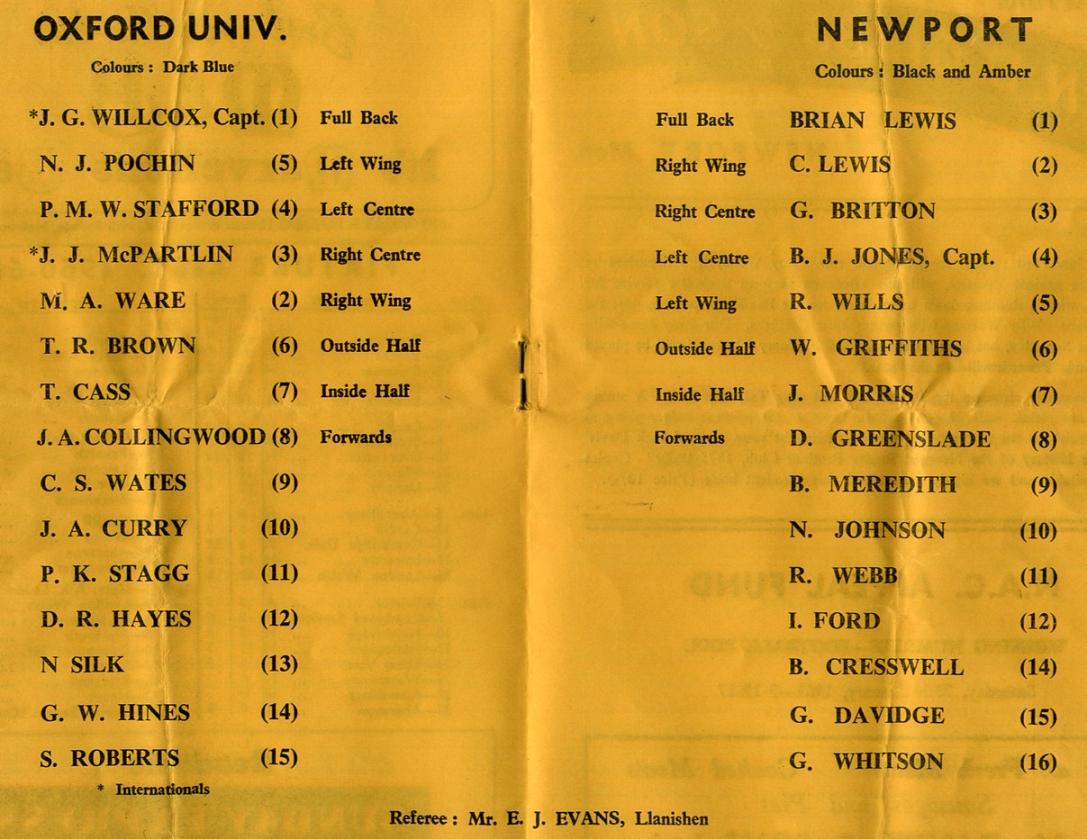 OXFORD UNIV.
Colours : Dark Blue
*J. G. WILLCOX, Capt. (1) Full Back
N. J. POCHIN (5) Left Wing
P. M. W. STAFFORD (4) Left Centre
*J. J. McPARTLIN (3) Right Centre
M. A. WARE (2) Right Wing
T. R. BROWN (6) Outside Half
T. CASS (7) Inside Half
J. A. COLLINGWOOD (8) Forwards
C. S. WATES (9)
J. A. CURRY (10)
P. K. STAGG (11)
D. R. HAYES (12)
N SILK (13)
G. W. HINES (14)
S. ROBERTS (15)
* Internationals
NEWPORT
Colours : Black and Amber
Full Back BRIAN LEWIS (1)
Right Wing C. LEWIS (2)
Right Centre G. BRITTON (3)
Left Centre B. J. JONES, Capt. (4)
Left Wing R. WILLS (5)
Outside Half W. GRIFFITHS (6)
Inside Half J. MORRIS (7)
Forwards D. GREENSLADE (8)
B. MEREDITH (9)
N. JOHNSON (10)
R. WEBB (11)
I. FORD (12)
B. CRESSWELL (14)
G. DAVIDGE (15)
G. WHITSON (16)
Referee : Mr. E. J. EVANS, Llanishen